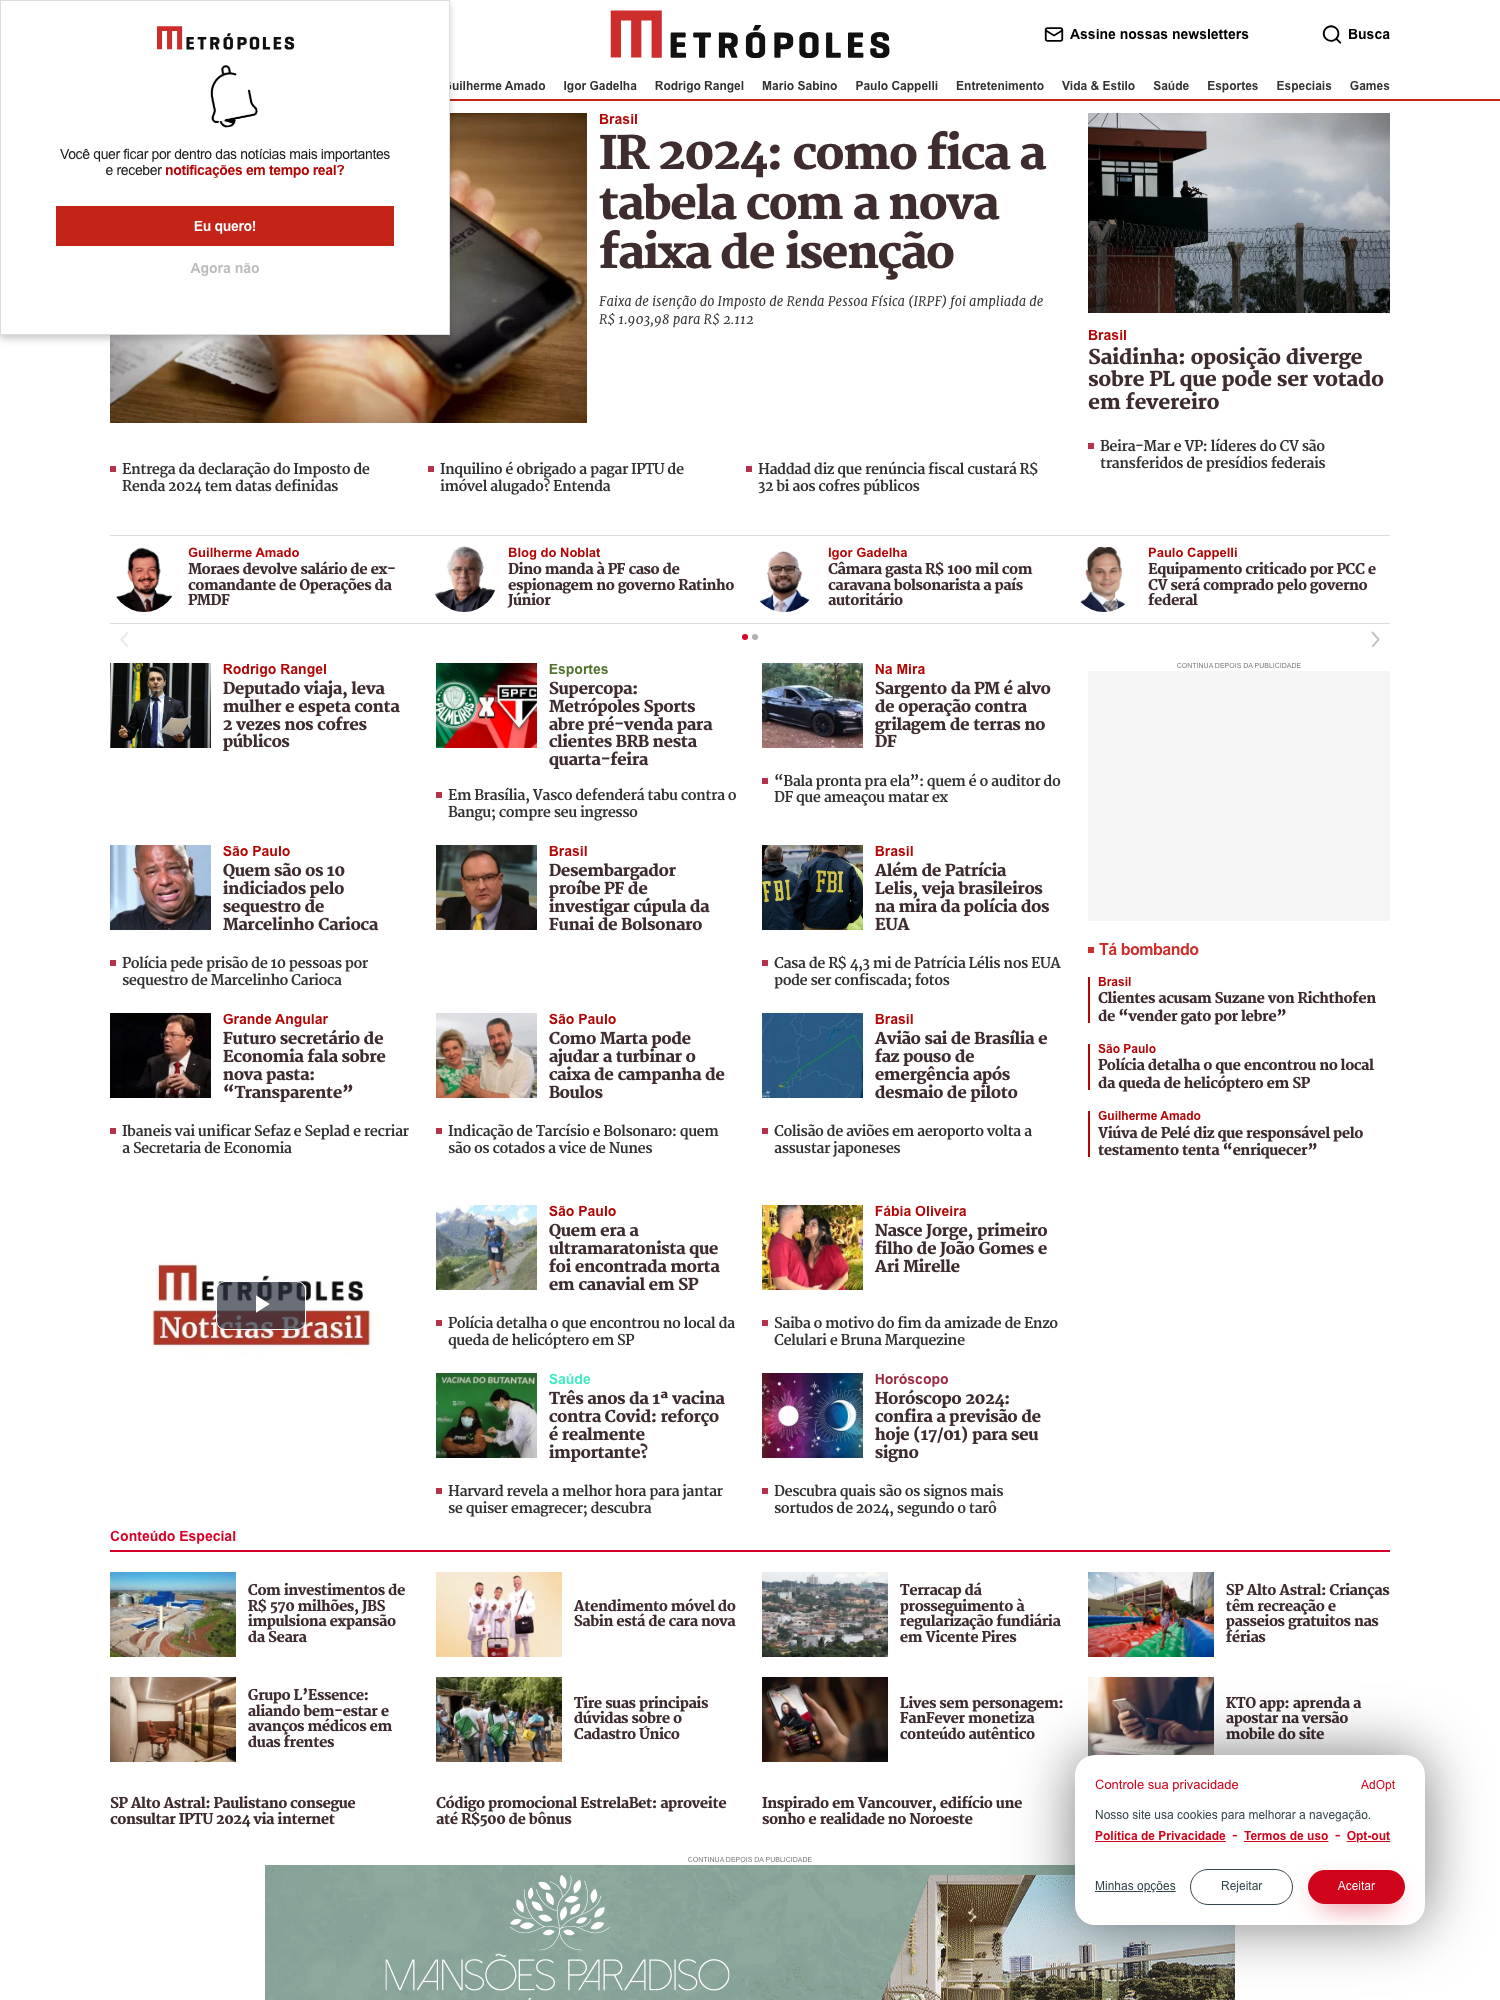 METRÓPOLES
Você quer ficar por dentro das notícias mais importantes
e receber notificações em tempo real?
Eu quero!
Agora não
METRÓPOLES
Assine nossas newsletters
Busca
Guilherme Amado Igor Gadelha Rodrigo Rangel Mario Sabino Paulo Cappelli Entretenimento Vida & Estilo Saúde Esportes Especiais Games
Brasil
IR 2024: como fica a
tabela com a nova
faixa de isenção
Faixa de isenção do Imposto de Renda Pessoa Física (IRPF) foi ampliada de
R$ 1.903,98 para R$ 2.112
Brasil
Saidinha: oposição diverge
sobre PL que pode ser votado
em fevereiro
Beira-Mar e VP: líderes do CV são
transferidos de presídios federais
Entrega da declaração do Imposto de
Renda 2024 tem datas definidas
Inquilino é obrigado a pagar IPTU de
imóvel alugado? Entenda
Haddad diz que renúncia fiscal custará R$
32 bi aos cofres públicos
Guilherme Amado
Moraes devolve salário de ex-
comandante de Operações da
PMDF
Blog do Noblat
Dino manda à PF caso de
espionagem no governo Ratinho
Júnior
Igor Gadelha
Câmara gasta R$ 100 mil com
caravana bolsonarista a país
autoritário
Paulo Cappelli
Equipamento criticado por PCC e
CV será comprado pelo governo
federal
Rodrigo Rangel
Deputado viaja, leva
mulher e espeta conta
2 vezes nos cofres
públicos
PALMEIRAS
X
SPFC
Esportes
Supercopa:
Metrópoles Sports
abre pré-venda para
clientes BRB nesta
quarta-feira
Em Brasília, Vasco defenderá tabu contra o
Bangu; compre seu ingresso
Na Mira
Sargento da PM é alvo
de operação contra
grilagem de terras no
DF
“Bala pronta pra ela”: quem é o auditor do
DF que ameaçou matar ex
CONTINUA DEPOIS DA PUBLICIDADE
São Paulo
Quem são os 10
indiciados pelo
sequestro de
Marcelinho Carioca
Polícia pede prisão de 10 pessoas por
sequestro de Marcelinho Carioca
Brasil
Desembargador
proíbe PF de
investigar cúpula da
Funai de Bolsonaro
FBI
FBI
Brasil
Além de Patrícia
Lelis, veja brasileiros
na mira da polícia dos
EUA
Casa de R$ 4,3 mi de Patrícia Lélis nos EUA
pode ser confiscada; fotos
Tá bombando
Brasil
Clientes acusam Suzane von Richthofen
de “vender gato por lebre”
São Paulo
Polícia detalha o que encontrou no local
da queda de helicóptero em SP
Guilherme Amado
Viúva de Pelé diz que responsável pelo
testamento tenta “enriquecer”
Grande Angular
Futuro secretário de
Economia fala sobre
nova pasta:
“Transparente”
Ibaneis vai unificar Sefaz e Seplad e recriar
a Secretaria de Economia
São Paulo
Como Marta pode
ajudar a turbinar o
caixa de campanha de
Boulos
Indicação de Tarcísio e Bolsonaro: quem
são os cotados a vice de Nunes
Brasil
Avião sai de Brasília e
faz pouso de
emergência após
desmaio de piloto
Colisão de aviões em aeroporto volta a
assustar japoneses
METRÓPOLES
Notícias Brasil
São Paulo
Quem era a
ultramaratonista que
foi encontrada morta
em canavial em SP
Polícia detalha o que encontrou no local da
queda de helicóptero em SP
Fábia Oliveira
Nasce Jorge, primeiro
filho de João Gomes e
Ari Mirelle
Saiba o motivo do fim da amizade de Enzo
Celulari e Bruna Marquezine
VACINA DO BUTANTAN
Saúde
Três anos da 1ª vacina
contra Covid: reforço
é realmente
importante?
Harvard revela a melhor hora para jantar
se quiser emagrecer; descubra
Horóscopo
Horóscopo 2024:
confira a previsão de
hoje (17/01) para seu
signo
Descubra quais são os signos mais
sortudos de 2024, segundo o tarô
Conteúdo Especial
Com investimentos de
R$ 570 milhões, JBS
impulsiona expansão
da Seara
Atendimento móvel do
Sabin está de cara nova
Terracap dá
prosseguimento à
regularização fundiária
em Vicente Pires
SP Alto Astral: Crianças
têm recreação e
passeios gratuitos nas
férias
Grupo L’Essence:
aliando bem-estar e
avanços médicos em
duas frentes
Tire suas principais
dúvidas sobre o
Cadastro Único
Lives sem personagem:
FanFever monetiza
conteúdo autêntico
KTO app: aprenda a
apostar na versão
mobile do site
SP Alto Astral: Paulistano consegue
consultar IPTU 2024 via internet
Código promocional EstrelaBet: aproveite
até R$500 de bônus
Inspirado em Vancouver, edifício une
sonho e realidade no Noroeste
Controle sua privacidade
AdOpt
Nosso site usa cookies para melhorar a navegação.
Política de Privacidade - Termos de uso - Opt-out
Minhas opções
Rejeitar
Aceitar
CONTINUA DEPOIS DA PUBLICIDADE
MANSÕES PARADISO